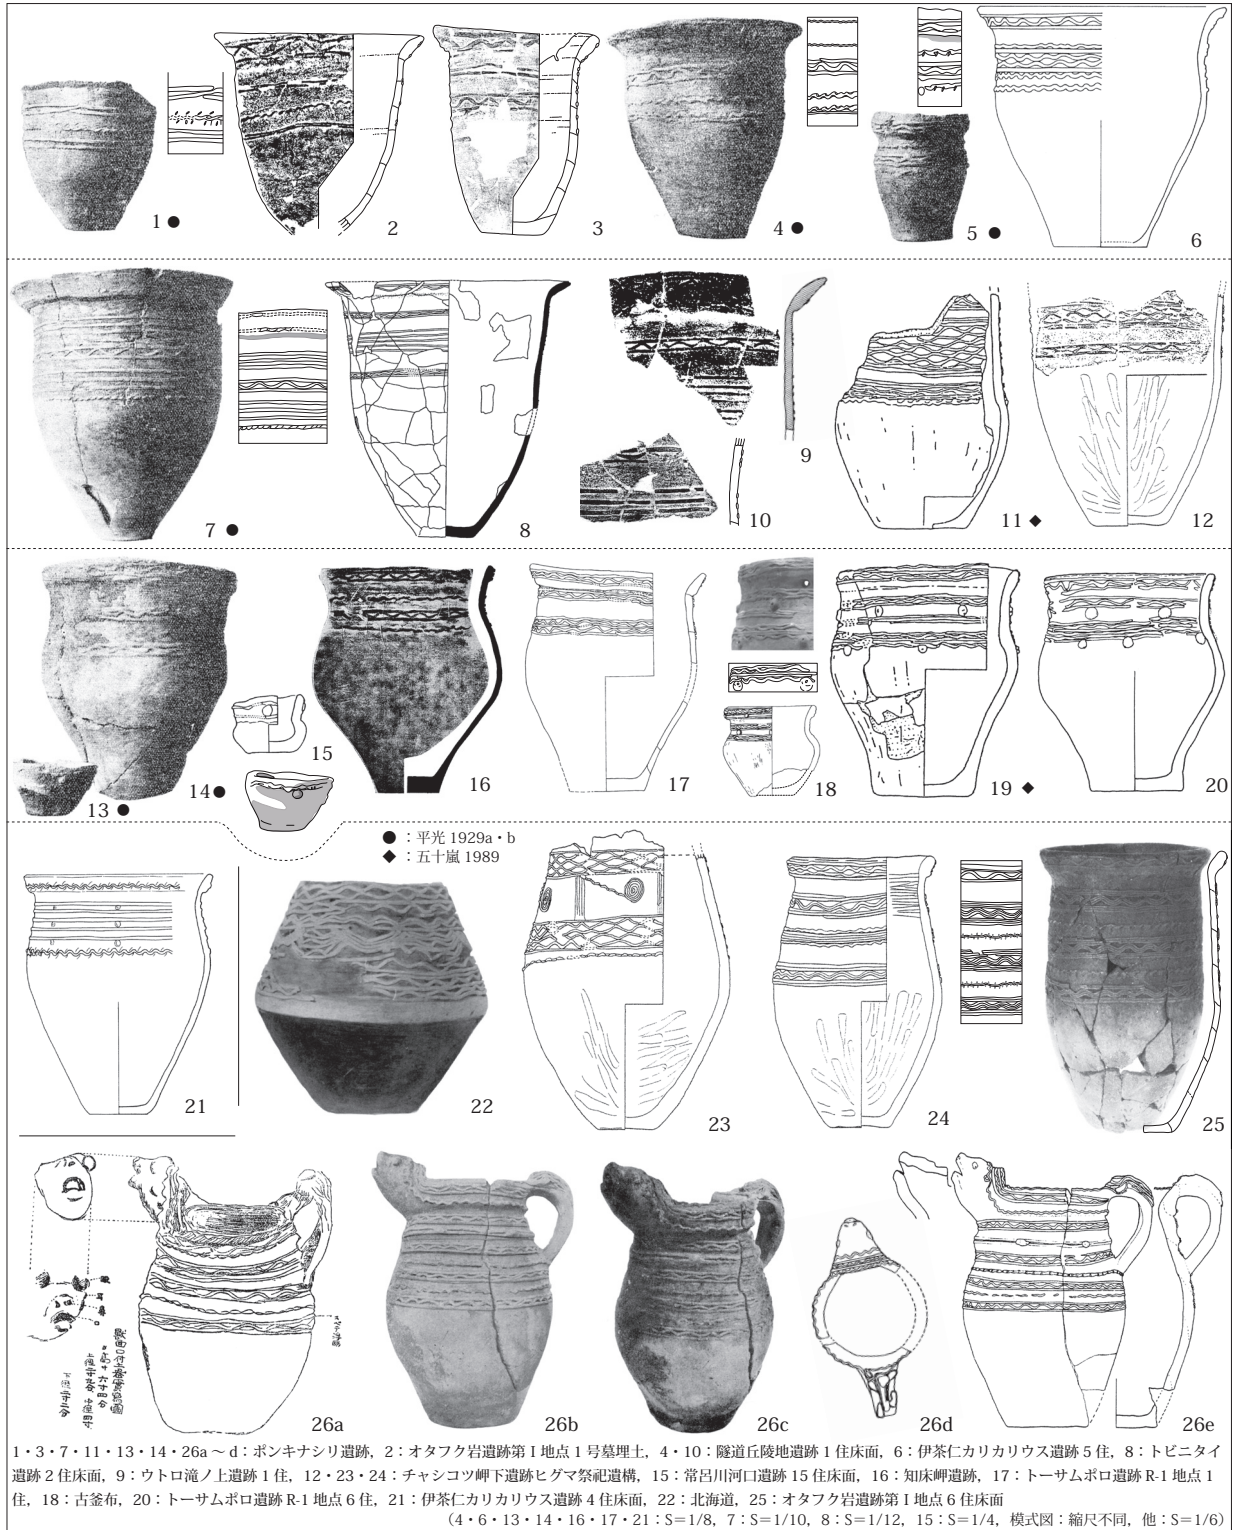 1●
2
3
4●
5●
6
7●
8
9
10
11◆
12
13●
14●
15
16
17
18
19◆
20
●：平光 1929a・b
◆：五十嵐 1989
21
22
23
24
25
26a
26b
26c
26d
26e
1・3・7・11・13・14・26a ～ d：ポンキナシリ遺跡，2：オタフク岩遺跡第Ⅰ地点 1 号墓埋土，4・10：隧道丘陵地遺跡 1 住床面，6：伊茶仁カリカリウス遺跡 5 住，8：トビニタイ
遺跡 2 住床面，9：ウトロ滝ノ上遺跡 1 住，12・23・24：チャシコツ岬下遺跡ヒグマ祭祀遺構，15：常呂川河口遺跡 15 住床面，16：知床岬遺跡，17：トーサムポロ遺跡 R-1 地点 1
住，18：古釜布，20：トーサムポロ遺跡 R-1 地点 6 住，21：伊茶仁カリカリウス遺跡 4 住床面，22：北海道，25：オタフク岩遺跡第Ⅰ地点 6 住床面
（4・6・13・14・16・17・21：S＝1/8，7：S＝1/10，8：S＝1/12，15：S＝1/4，模式図：縮尺不同，他：S＝1/6）